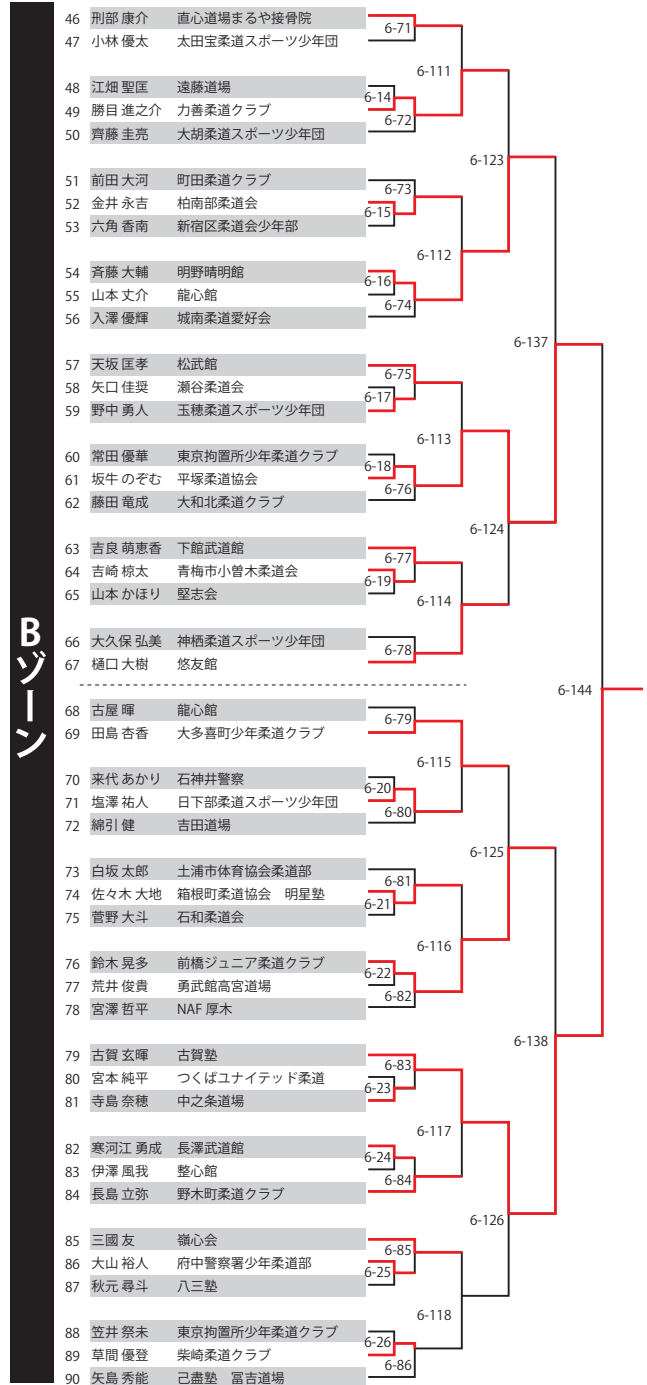 Bゾーン
46 刑部 康介 直心道場まるや接骨院
6-71
47 小林 優太 太田宝柔道スポーツ少年団
6-111
48 江畑 聖匡 遠藤道場
6-14
49 勝目 進之介 力善柔道クラブ
6-72
50 齊藤 圭亮 大胡柔道スポーツ少年団
6-123
51 前田 大河 町田柔道クラブ
6-73
52 金井 永吉 柏南部柔道会
6-15
53 六角 香南 新宿区柔道会少年部
6-112
54 斉藤 大輔 明野晴明館
6-16
55 山本 丈介 龍心館
6-74
56 入澤 優輝 城南柔道愛好会
6-137
57 天坂 匡孝 松武館
6-75
58 矢口 佳奨 瀬谷柔道会
6-17
59 野中 勇人 玉穂柔道スポーツ少年団
6-113
60 常田 優華 東京拘置所少年柔道クラブ
6-18
61 坂牛 のぞむ 平塚柔道協会
6-76
62 藤田 竜成 大和北柔道クラブ
6-124
63 吉良 萌恵香 下館武道館
6-77
64 吉崎 椋太 青梅市小曽木柔道会
6-19
65 山本 かほり 堅志会
6-114
66 大久保 弘美 神栖柔道スポーツ少年団
6-78
67 樋口 大樹 悠友館
6-144
68 古屋 暉 龍心館
6-79
69 田島 杏香 大多喜町少年柔道クラブ
6-115
70 来代 あかり 石神井警察
6-20
71 塩澤 祐人 日下部柔道スポーツ少年団
6-80
72 綿引 健 吉田道場
6-125
73 白坂 太郎 土浦市体育協会柔道部
6-81
74 佐々木 大地 箱根町柔道協会 明星塾
6-21
75 菅野 大斗 石和柔道会
6-116
76 鈴木 晃多 前橋ジュニア柔道クラブ
6-22
77 荒井 俊貴 勇武館高宮道場
6-82
78 宮澤 哲平 NAF 厚木
6-138
79 古賀 玄暉 古賀塾
6-83
80 宮本 純平 つくばユナイテッド柔道
6-23
81 寺島 奈穂 中之条道場
6-117
82 寒河江 勇成 長澤武道館
6-24
83 伊澤 風我 整心館
6-84
84 長島 立弥 野木町柔道クラブ
6-126
85 三國 友 嶺心会
6-85
86 大山 裕人 府中警察署少年柔道部
6-25
87 秋元 尋斗 八三塾
6-118
88 笠井 祭未 東京拘置所少年柔道クラブ
6-26
89 草間 優登 柴崎柔道クラブ
6-86
90 矢島 秀能 己盡塾 冨吉道場